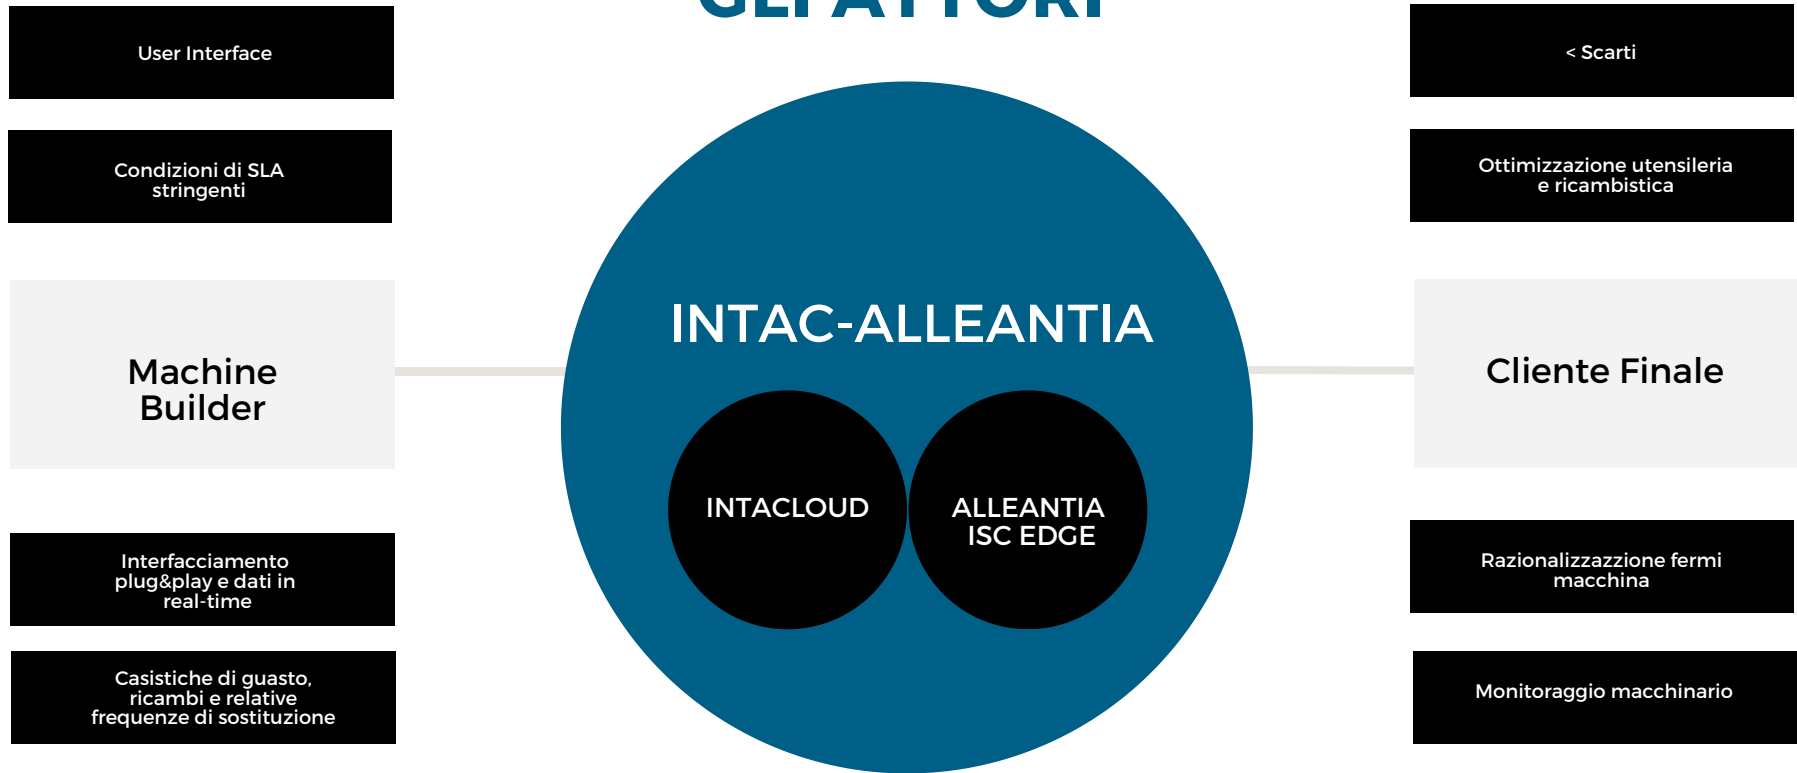 GLI ATTORI
User Interface
Condizioni di SLA
stringenti
Machine
Builder
Interfacciamento
plug&play e dati in
real-time
Casistiche di guasto,
ricambi e relative
frequenze di sostituzione
INTAC-ALLEANTIA
INTACLOUD
ALLEANTIA
ISC EDGE
< Scarti
Ottimizzazione utensileria
e ricambistica
Cliente Finale
Razionalizzazzione fermi
macchina
Monitoraggio macchinario